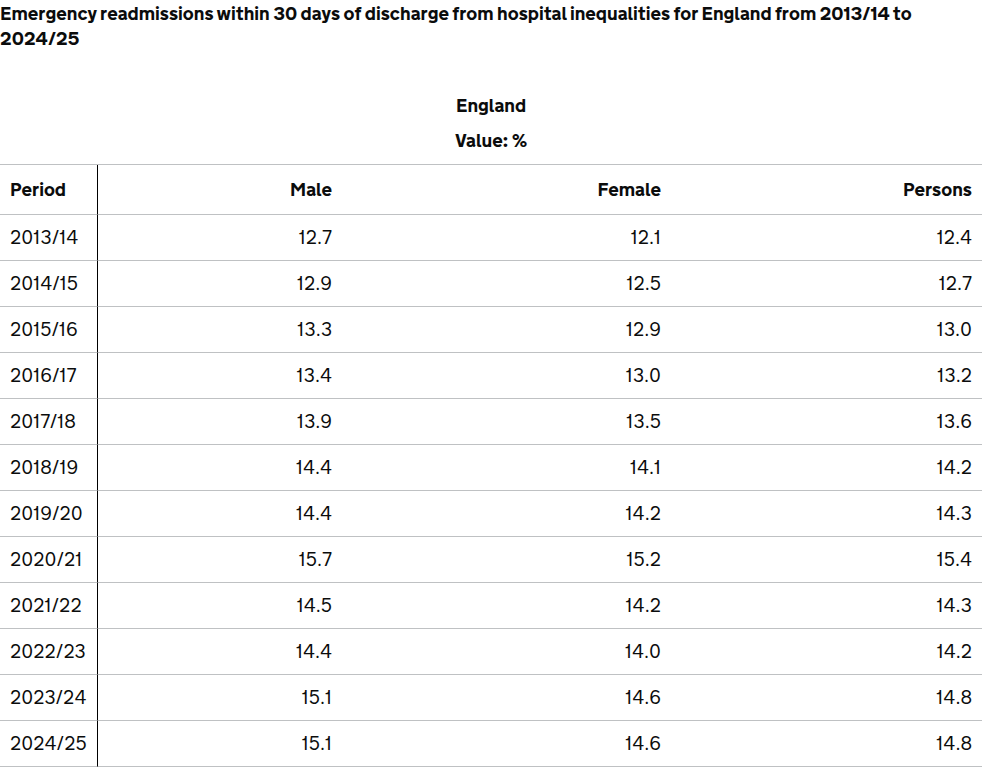 Emergency readmissions within 30 days of discharge from hospital inequalities for England from 2013/14 to
2024/25
England
Value: %
Period Male Female Persons
2013/14 12.7 12.1 12.4
2014/15 12.9 12.5 12.7
2015/16 13.3 12.9 13.0
2016/17 13.4 13.0 13.2
2017/18 13.9 13.5 13.6
2018/19 14.4 14.1 14.2
2019/20 14.4 14.2 14.3
2020/21 15.7 15.2 15.4
2021/22 14.5 14.2 14.3
2022/23 14.4 14.0 14.2
2023/24 15.1 14.6 14.8
2024/25 15.1 14.6 14.8